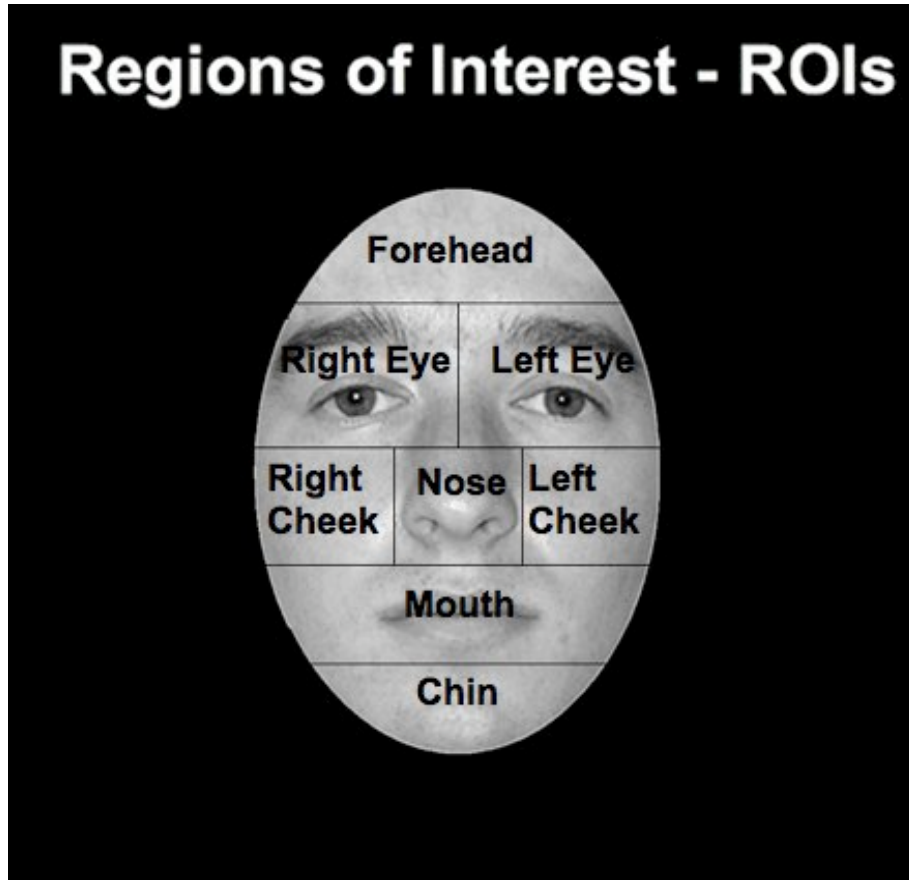 Regions of Interest - ROIs
Forehead
Right Eye
Left Eye
Right
Cheek
Nose
Left
Cheek
Mouth
Chin